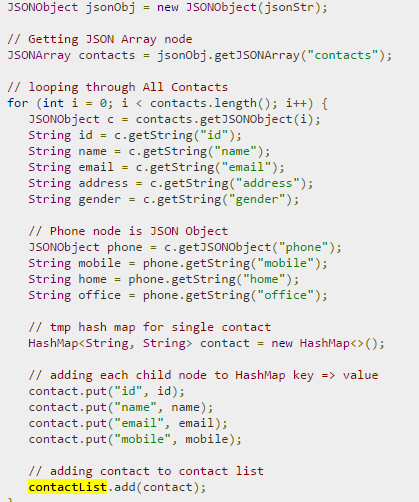 JSONObject jsonObj = new JSONObject(jsonStr);
// Getting JSON Array node
JSONArray contacts = jsonObj.getJSONArray("contacts");
// looping through All Contacts
for (int i = 0; i < contacts.length(); i++) {
JSONObject c = contacts.getJSONObject(i);
String id = c.getString("id");
String name = c.getString("name");
String email = c.getString("email");
String address = c.getString("address");
String gender = c.getString("gender");
// Phone node is JSON Object
JSONObject phone = c.getJSONObject("phone");
String mobile = phone.getString("mobile");
String home = phone.getString("home");
String office = phone.getString("office");
// tmp hash map for single contact
HashMap<String, String> contact = new HashMap<>();
// adding each child node to HashMap key => value
contact.put("id", id);
contact.put("name", name);
contact.put("email", email);
contact.put("mobile", mobile);
// adding contact to contact list
contactList.add(contact);